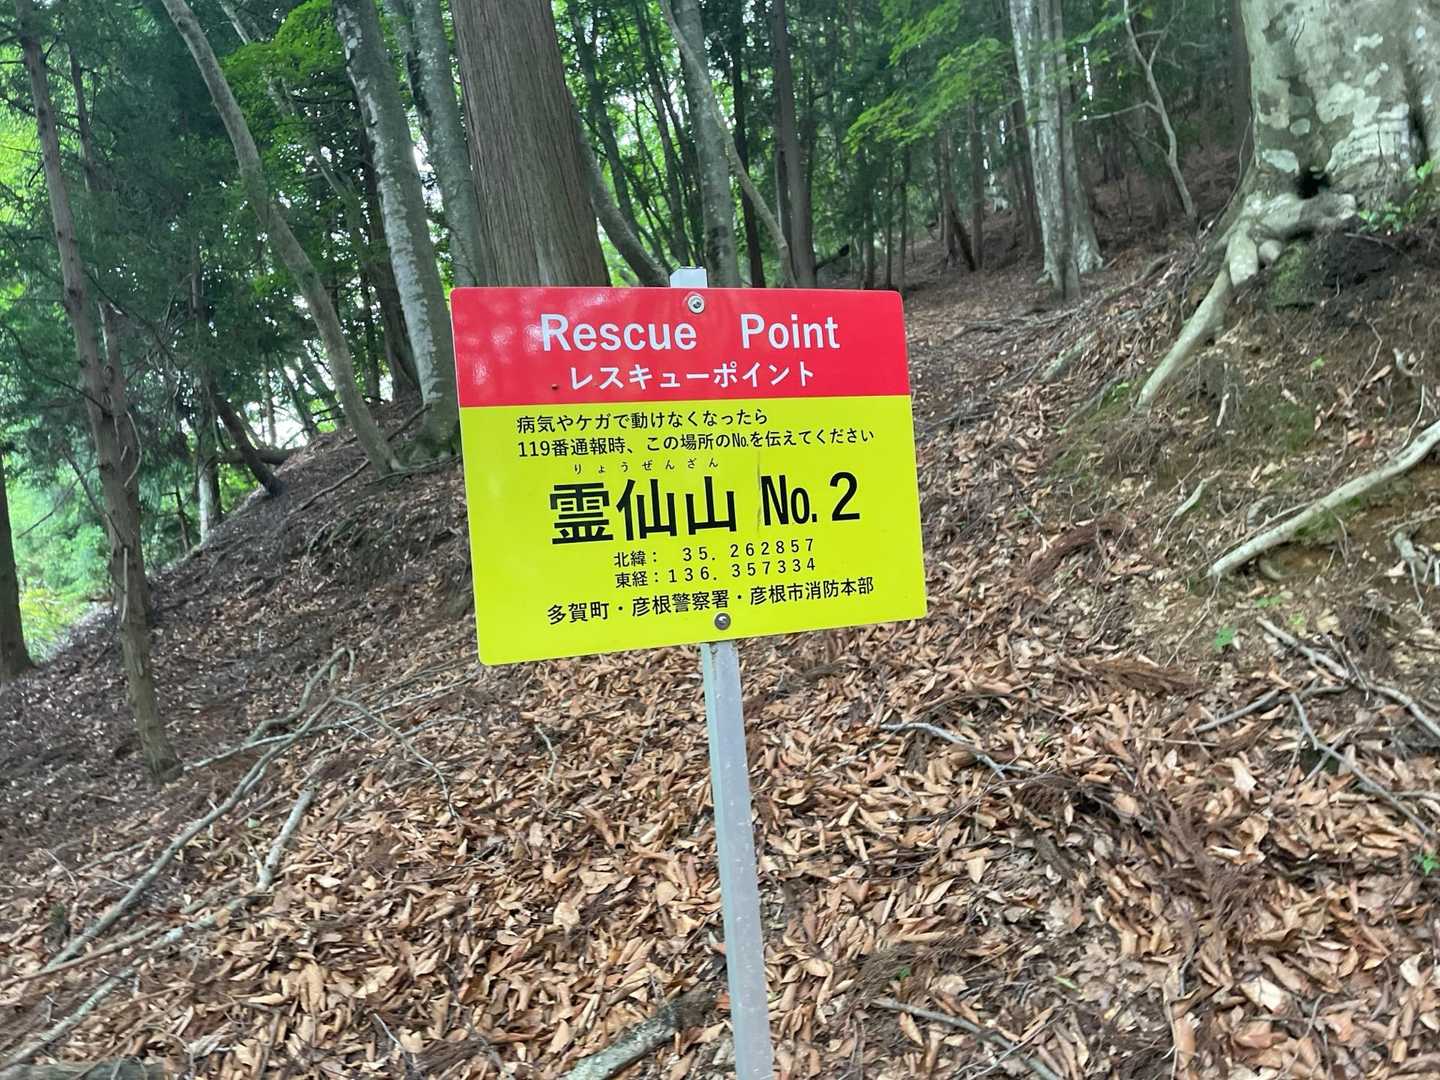 Rescue Point
レスキューポイント
病気やケガで動けなくなったら
119番通報時、この場所の№を伝えてください
りょうぜんざん
霊仙山 №. 2
北緯： 35. 262857
東経：136. 357334
多賀町・彦根警察署・彦根市消防本部